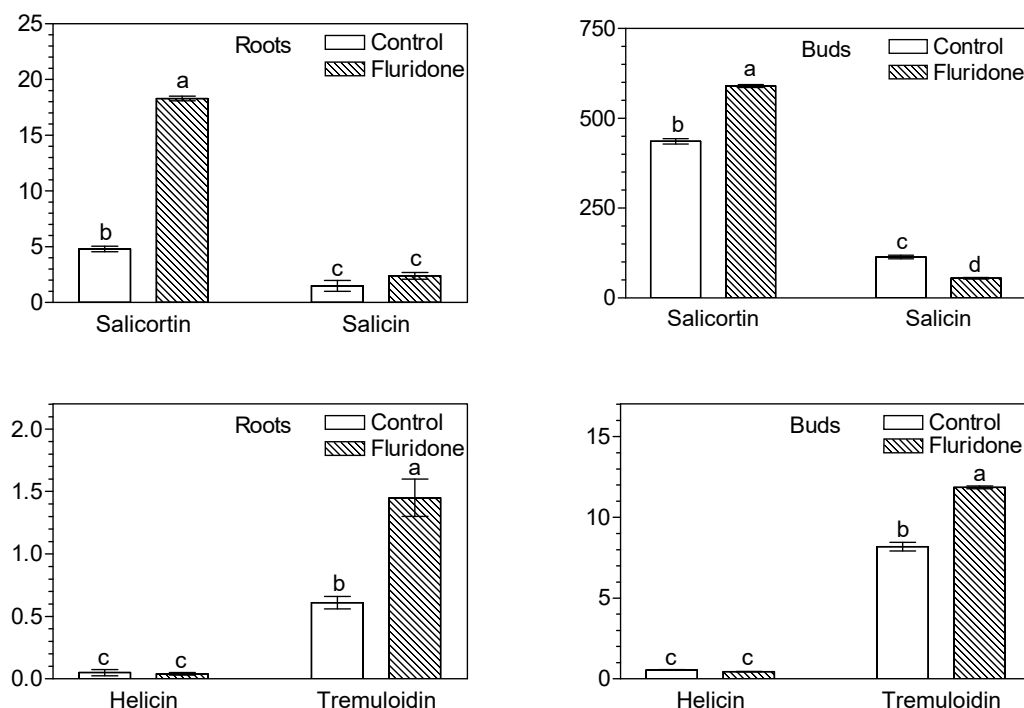 25
20
15
10
5
0
Roots
Control
Fluridone
b
a
c
c
Salicortin
Salicin
750
500
250
0
Buds
Control
Fluridone
b
a
c
d
Salicortin
Salicin
2.0
1.5
1.0
0.5
0.0
Roots
Control
Fluridone
c
c
b
a
Helicin
Tremuloidin
15
10
5
0
Buds
Control
Fluridone
c
c
b
a
Helicin
Tremuloidin